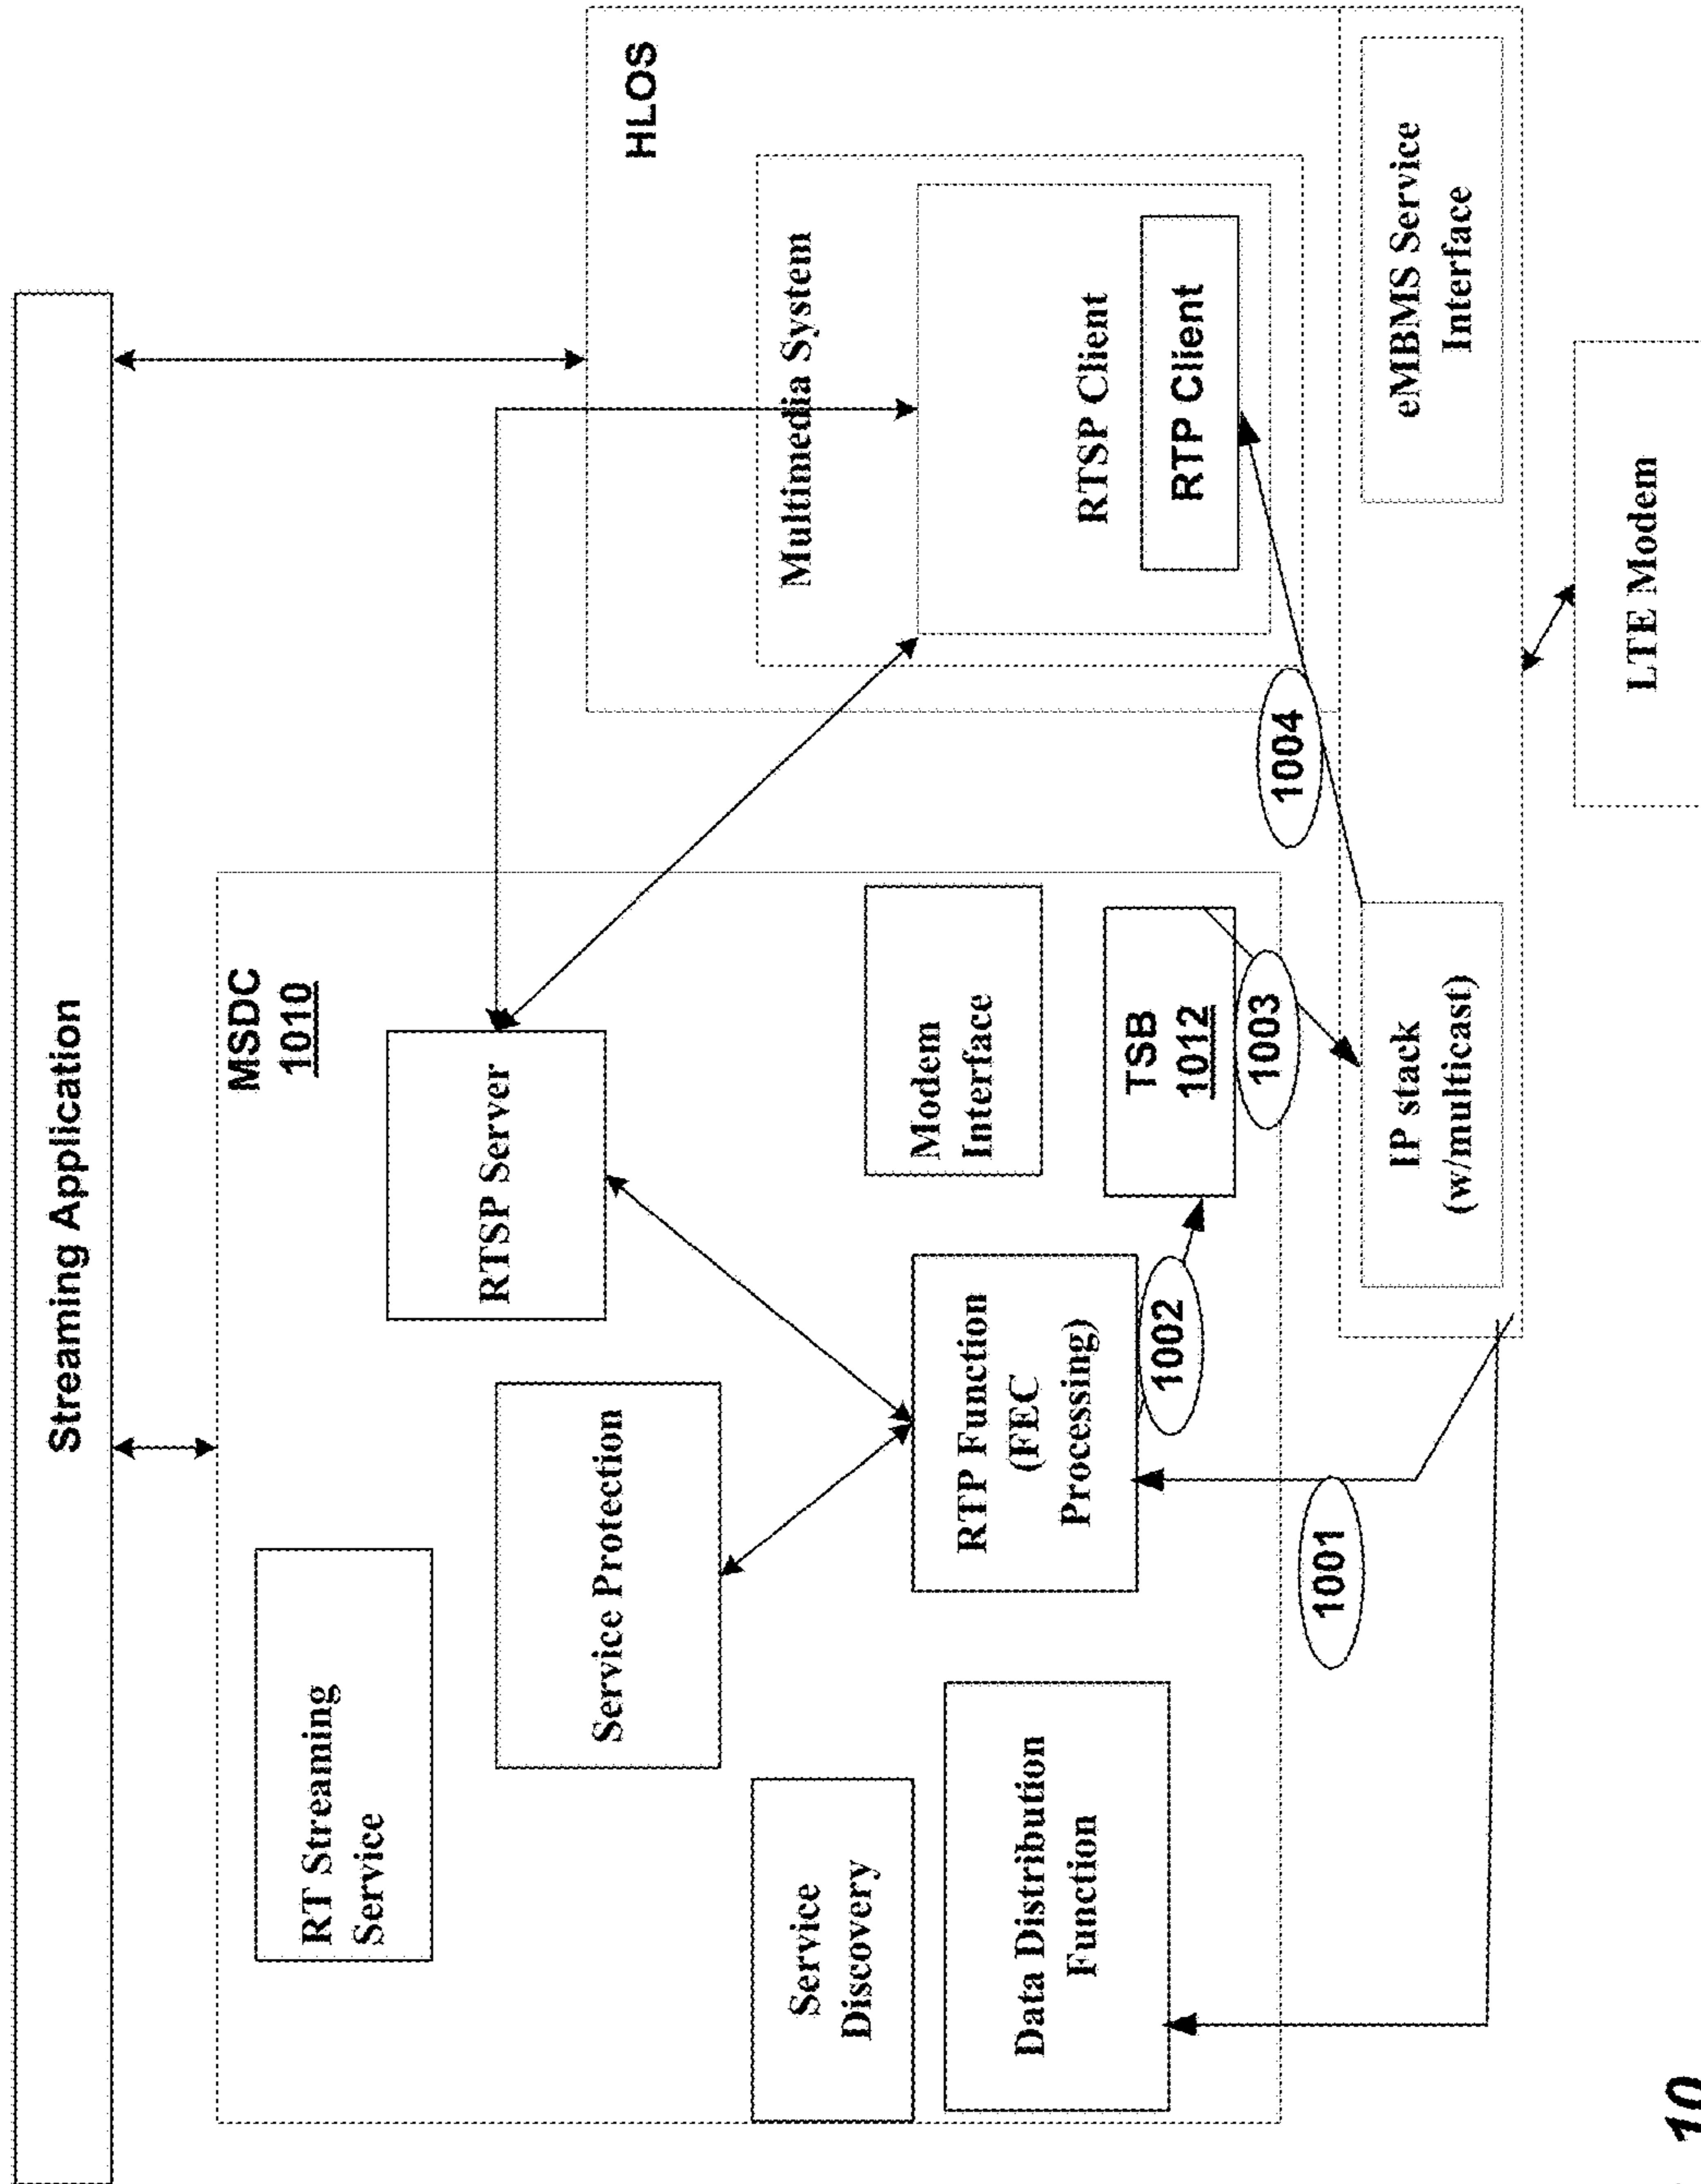 Streaming Application
MSDC
1010
RT Streaming
Service
RTSP Server
Service Protection
Service
Discovery
Data Distribution
Function
RTP Function
(FEC
Processing)
Modem
Interface
TSB
1012
1001
1002
1003
1004
HLOS
Multimedia System
RTSP Client
RTP Client
IP stack
(w/multicast)
eMBMS Service
Interface
LTE Modem
10